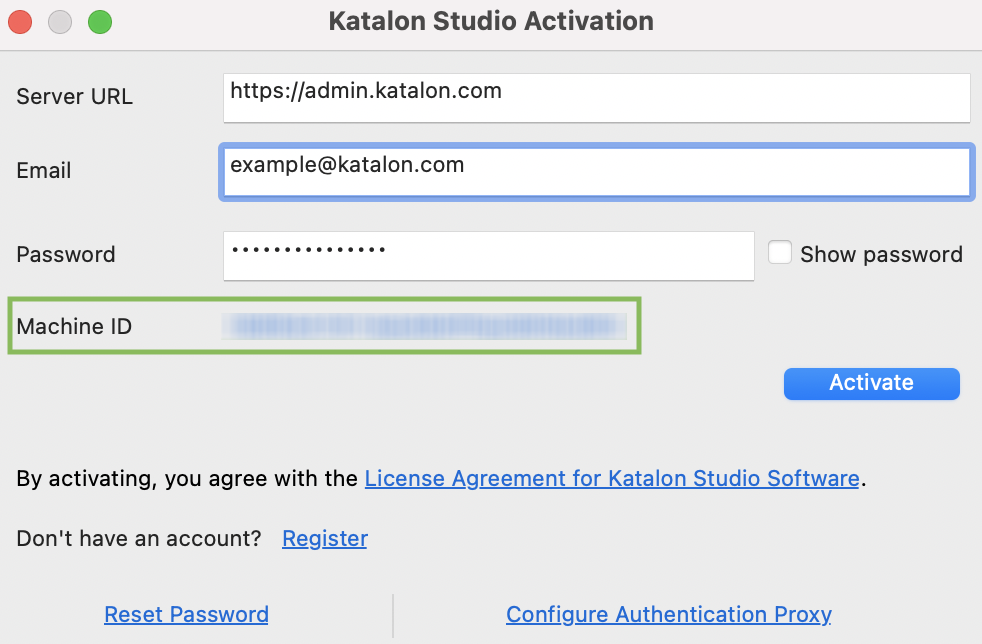 Katalon Studio Activation
Server URL https://admin.katalon.com
Email example@katalon.com
Password •••••••••••••••  Show password
Machine ID
Activate
By activating, you agree with the License Agreement for Katalon Studio Software.
Don't have an account? Register
Reset Password Configure Authentication Proxy